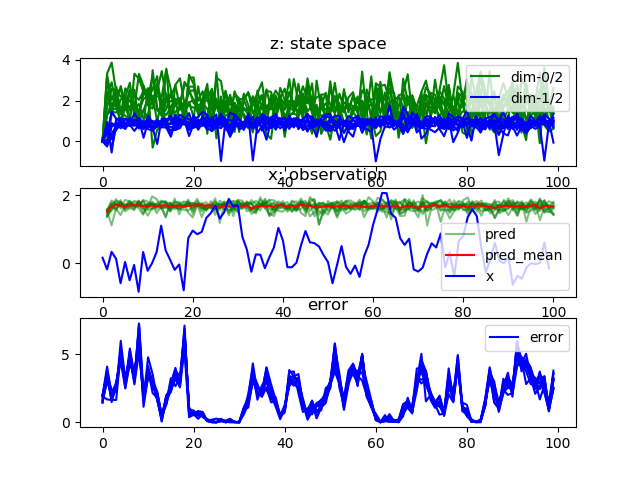 z: state space
4
2
0
dim-0/2
dim-1/2
0 20 40 60 80 100
x: observation
2
0
pred
pred_mean
x
0 20 40 60 80 100
error
5
0
error
0 20 40 60 80 100